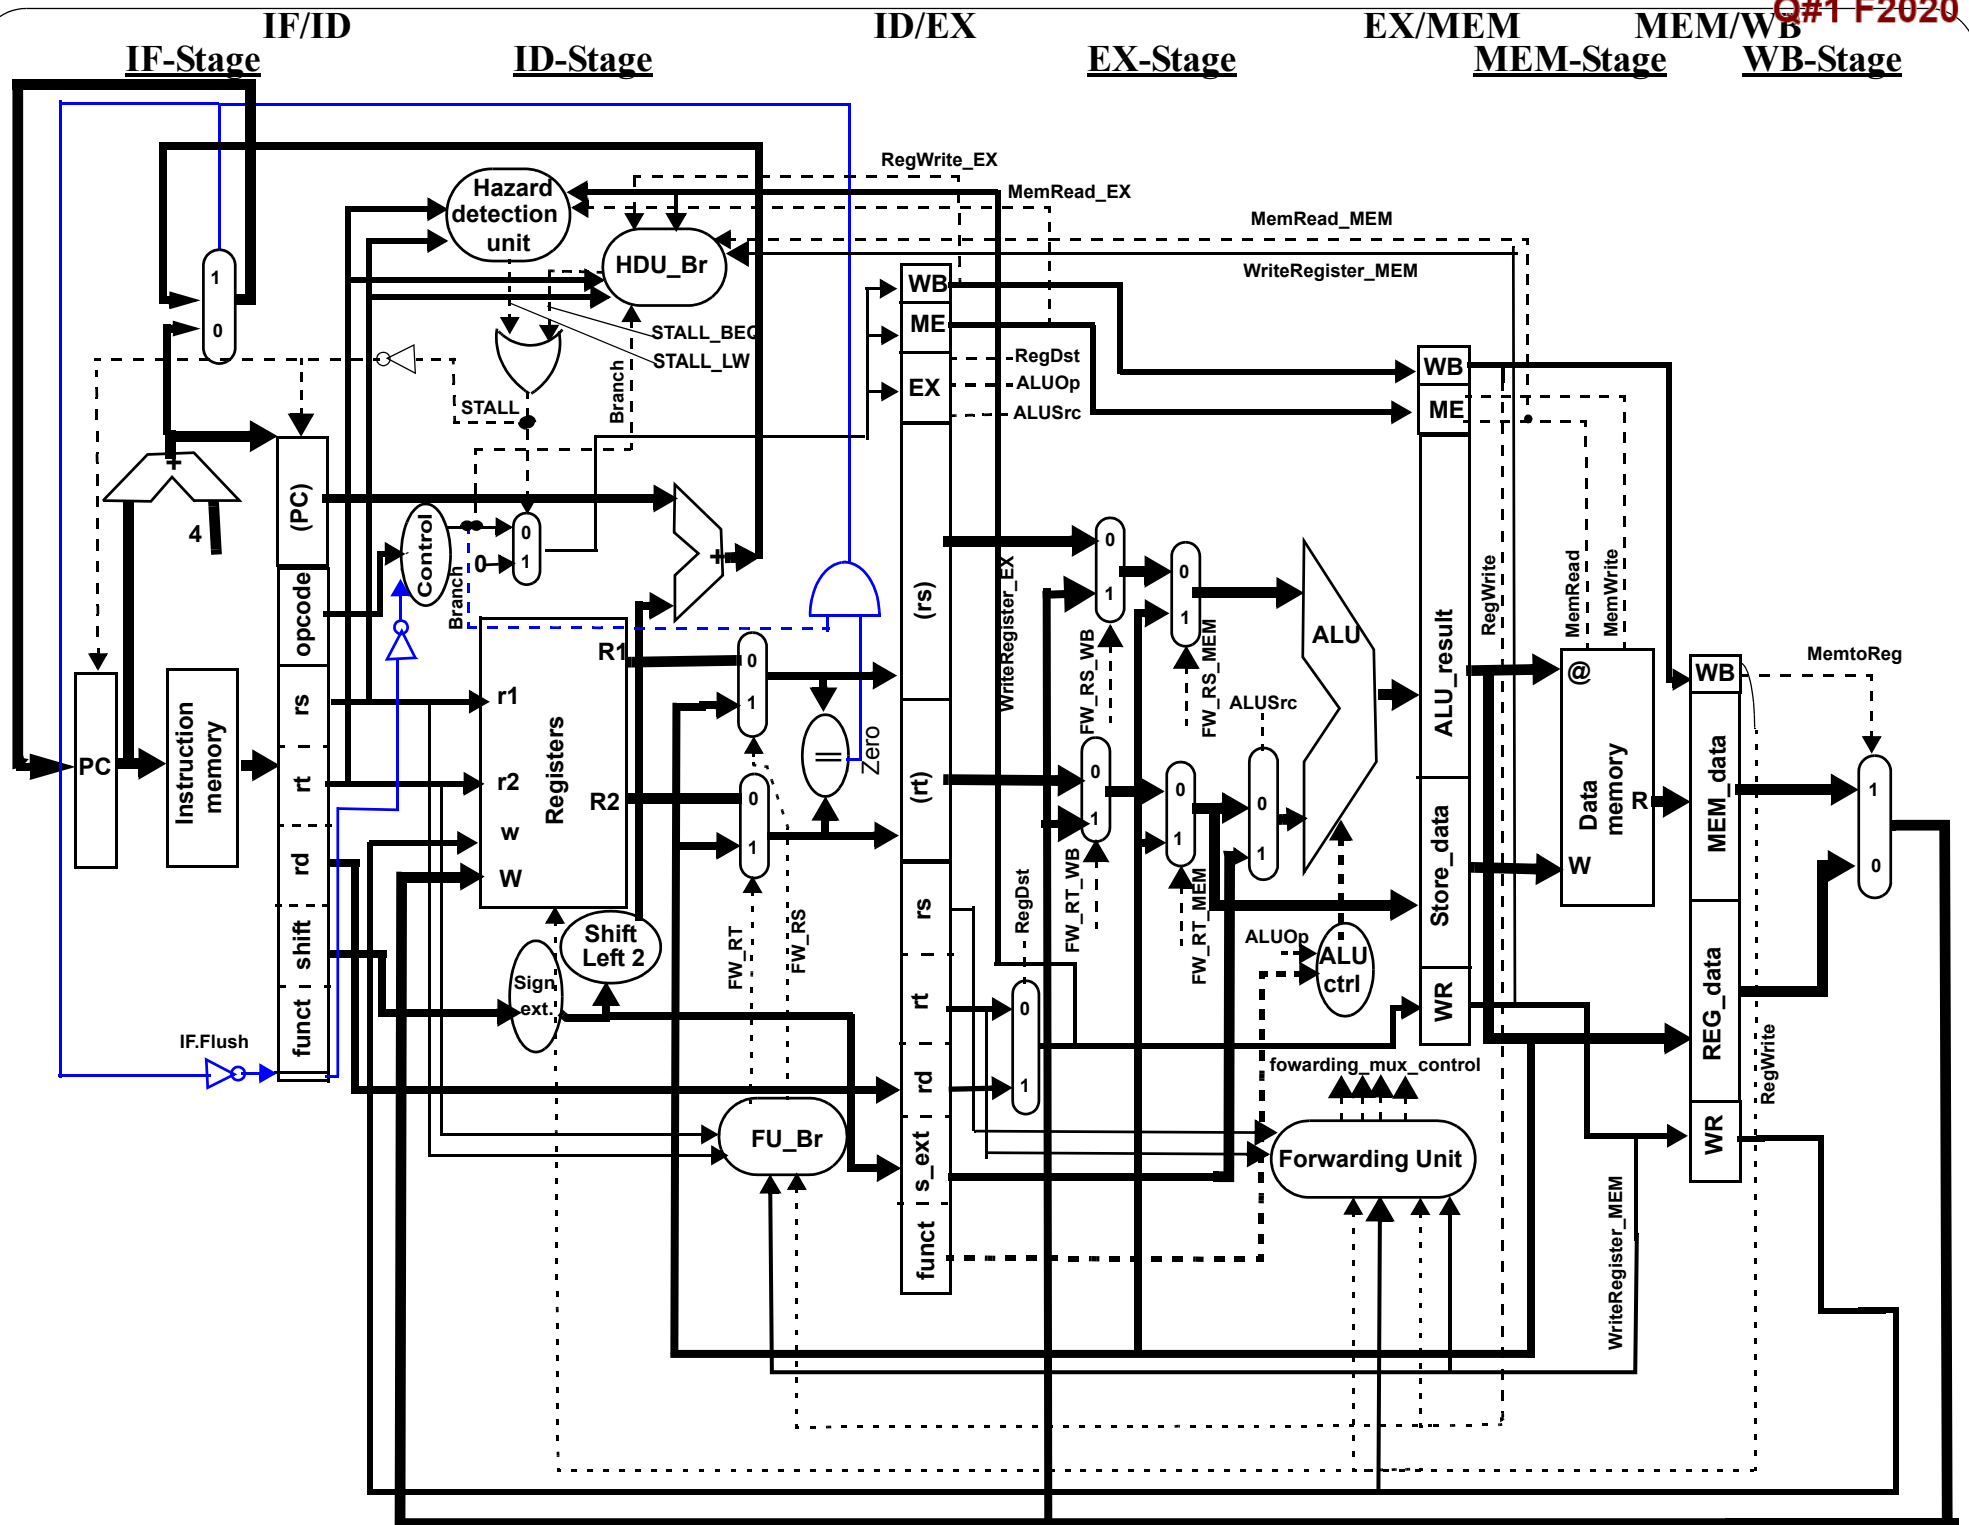 Q#1 F2020
IF/ID
ID/EX
EX/MEM
MEM/WB
IF-Stage
ID-Stage
EX-Stage
MEM-Stage
WB-Stage
RegWrite_EX
MemRead_EX
MemRead_MEM
WriteRegister_MEM
Hazard
detection
unit
HDU_Br
STALL_BEQ
STALL_LW
STALL
Branch
1
0
WB
ME
EX
RegDst
ALUOp
ALUSrc
WB
ME
+
4
(PC)
opcode
rs
rt
rd
shift
funct
Control
Branch
0
0
1
+
PC
Instruction
memory
Registers
r1
r2
w
W
R1
R2
0
1
0
1
=
Zero
Shift
Left 2
Sign
ext.
IF.Flush
FW_RT
FW_RS
FU_Br
(rs)
(rt)
rs
rt
rd
s_ext
funct
WriteRegister_EX
RegDst
0
1
0
1
FW_RS_WB
0
1
FW_RS_MEM
0
1
FW_RT_WB
0
1
FW_RT_MEM
ALUSrc
0
1
ALU
ALUOp
ALU
ctrl
fowarding_mux_control
Forwarding Unit
ALU_result
Store_data
WR
RegWrite
MemRead
MemWrite
@
Data
memory
R
W
WB
MEM_data
REG_data
WR
MemtoReg
1
0
RegWrite
WriteRegister_MEM